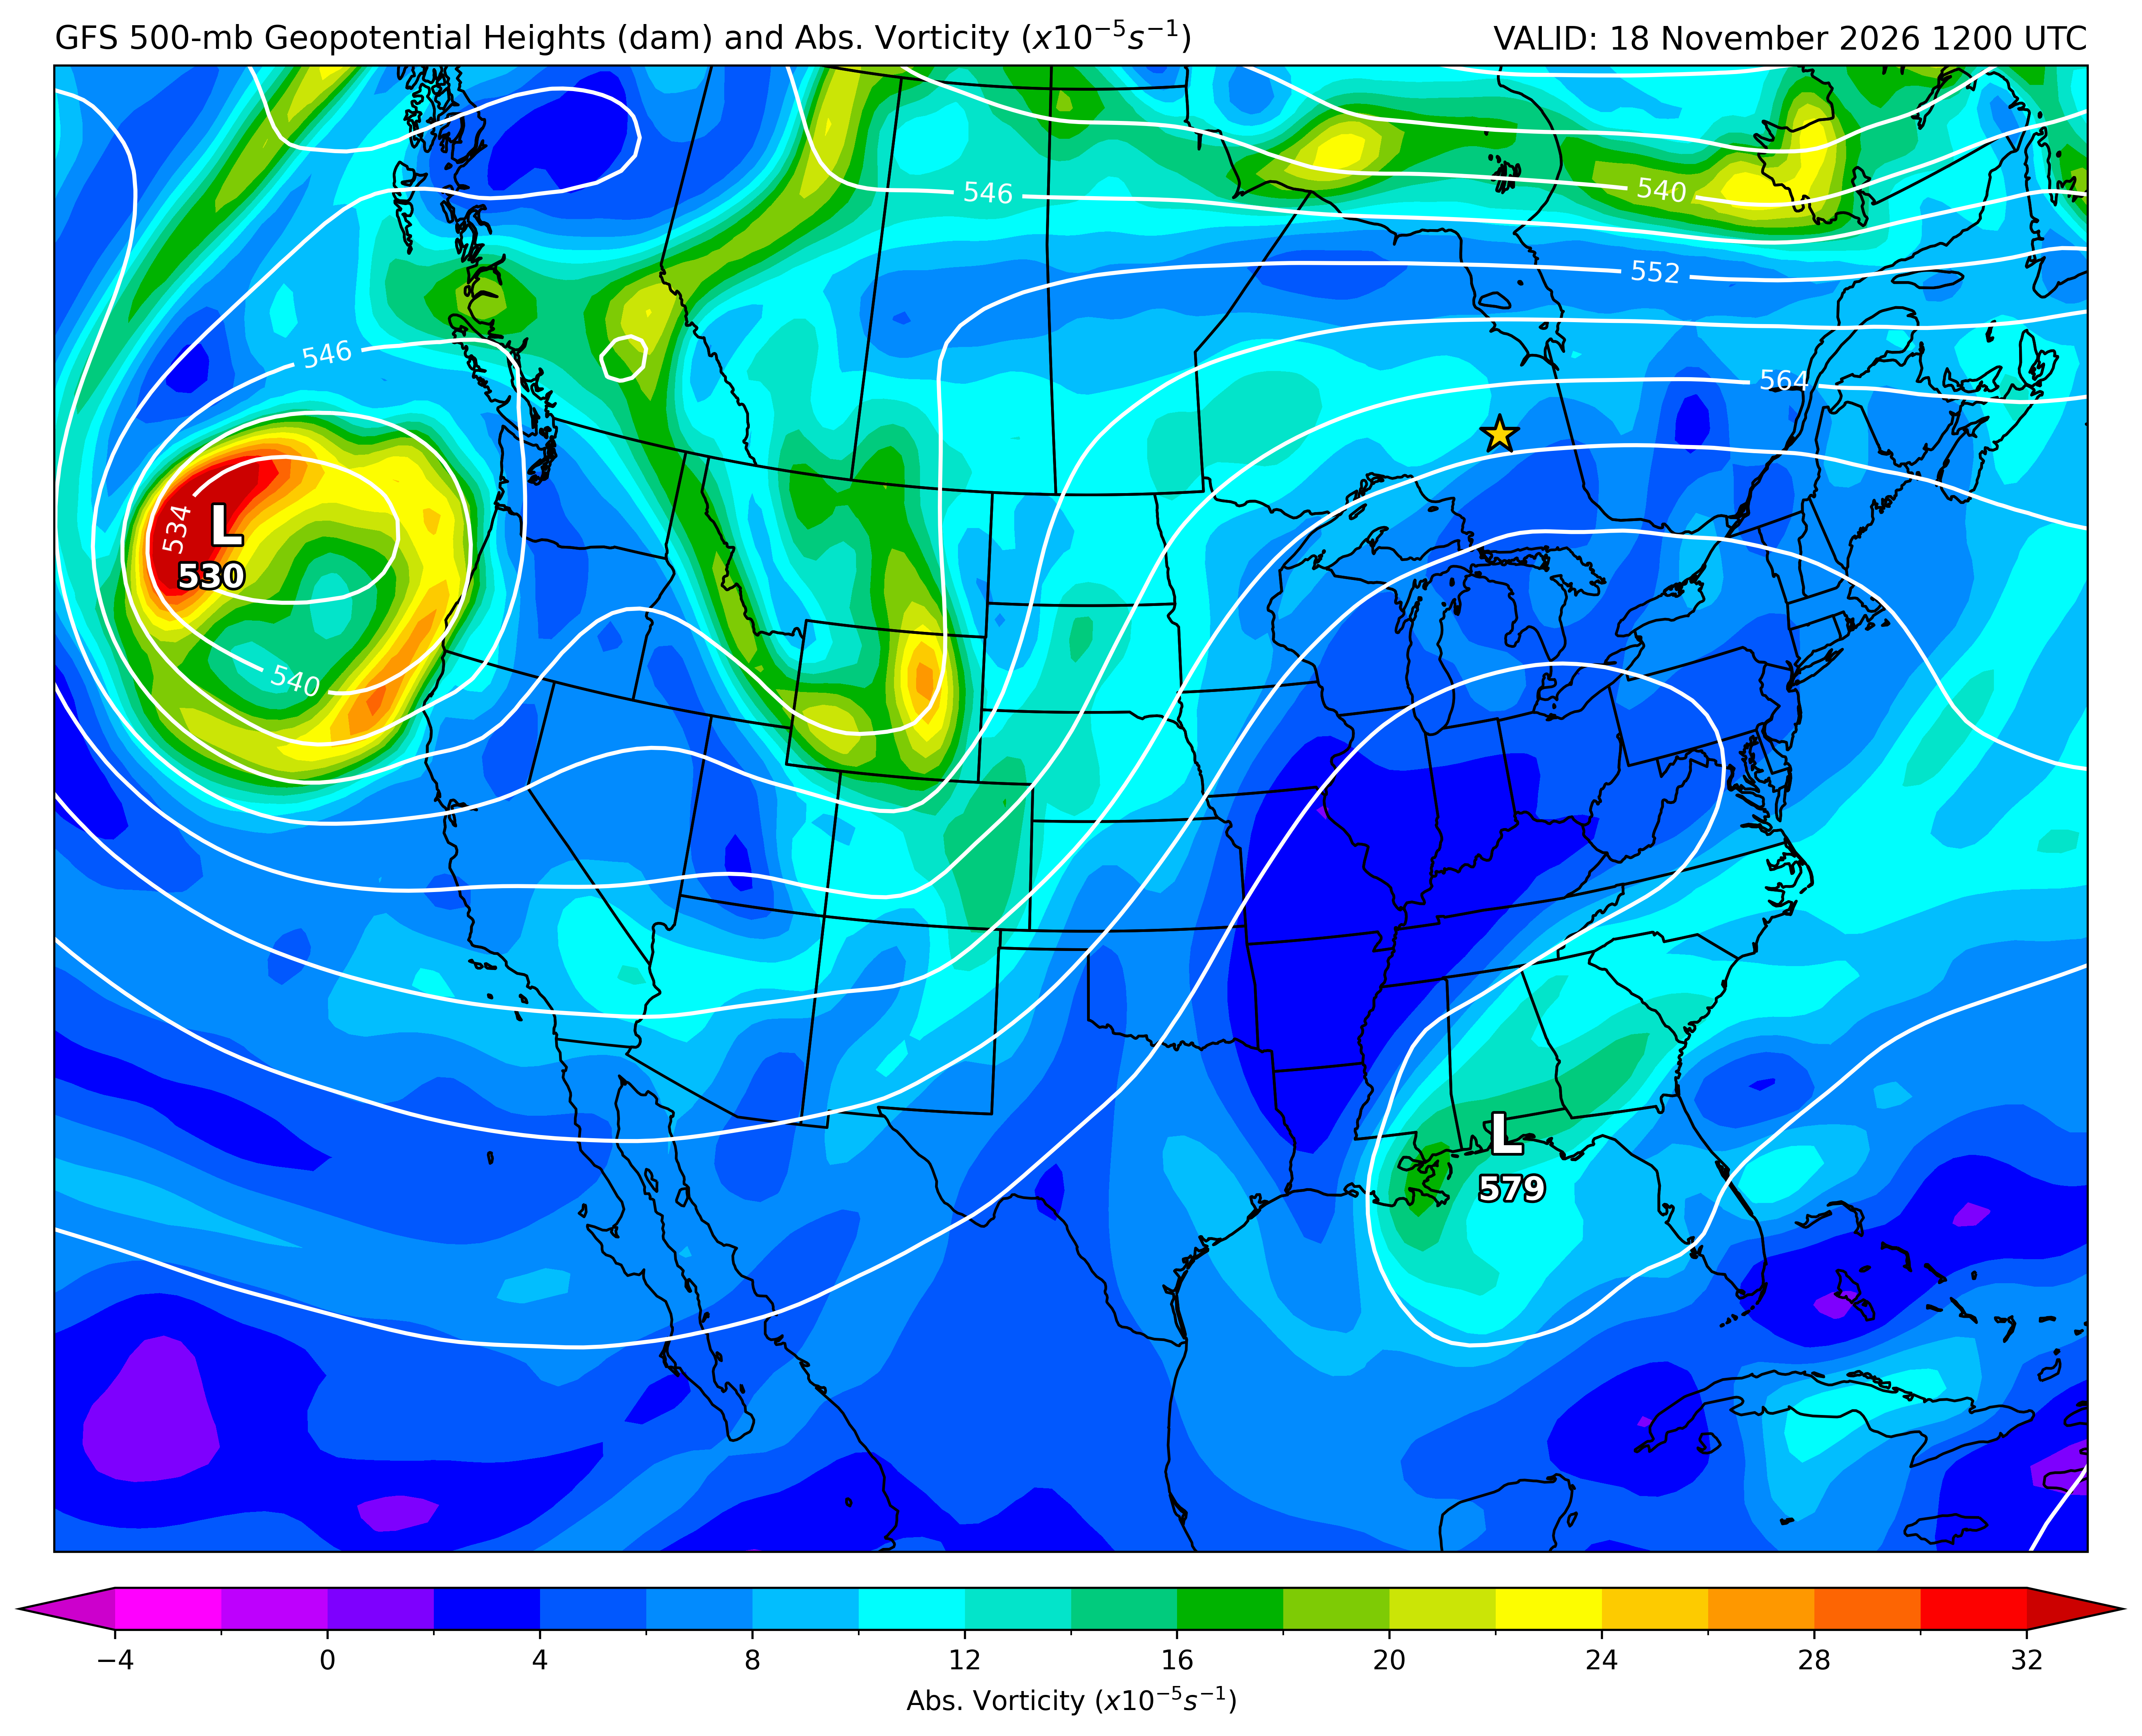 GFS 500-mb Geopotential Heights (dam) and Abs. Vorticity (x10⁻⁵s⁻¹)
VALID: 18 November 2026 1200 UTC
546
540
552
546
564
534
L
530
540
L
579
−4 0 4 8 12 16 20 24 28 32
Abs. Vorticity (x10⁻⁵s⁻¹)